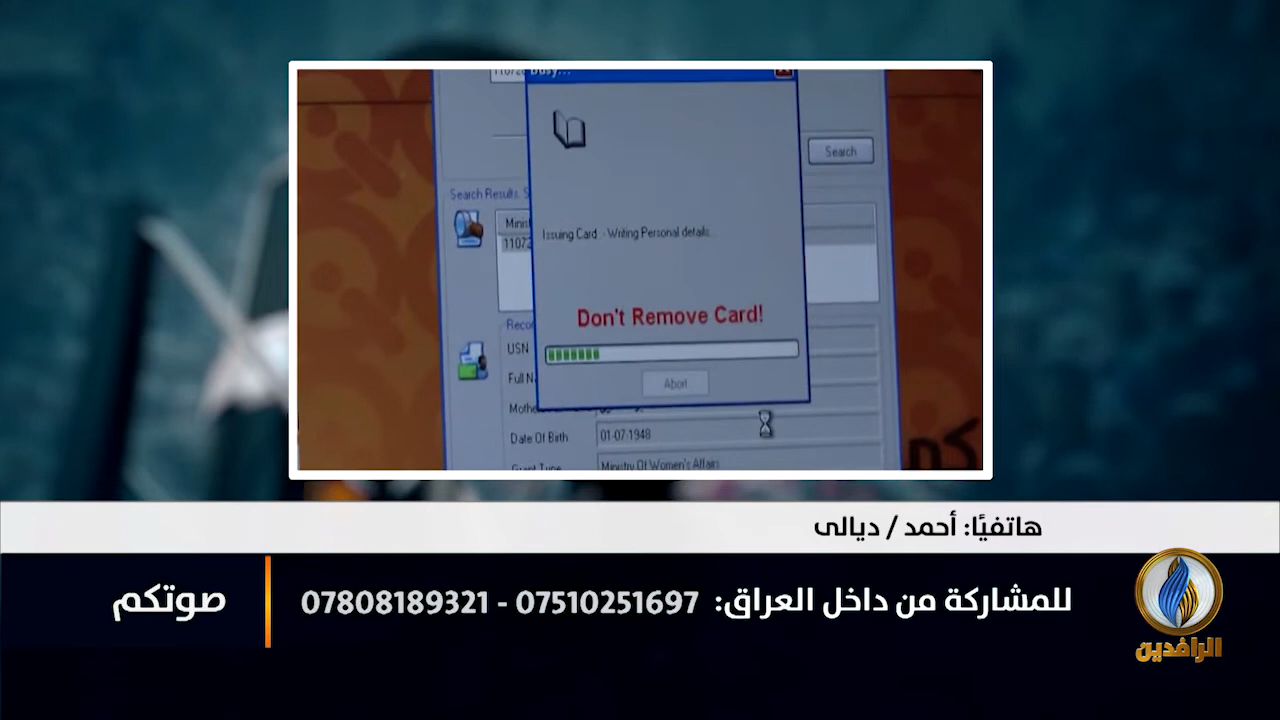 Busy...
Search
Search Results.
Issuing Card - Writing Personal details...
Don't Remove Card!
USN
Abort
Date Of Birth
01-07-1948
Ministry Of Women's Affairs
هاتفيًا: أحمد / ديالى
للمشاركة من داخل العراق: 07510251697 - 07808189321
صوتكم
الرافدين